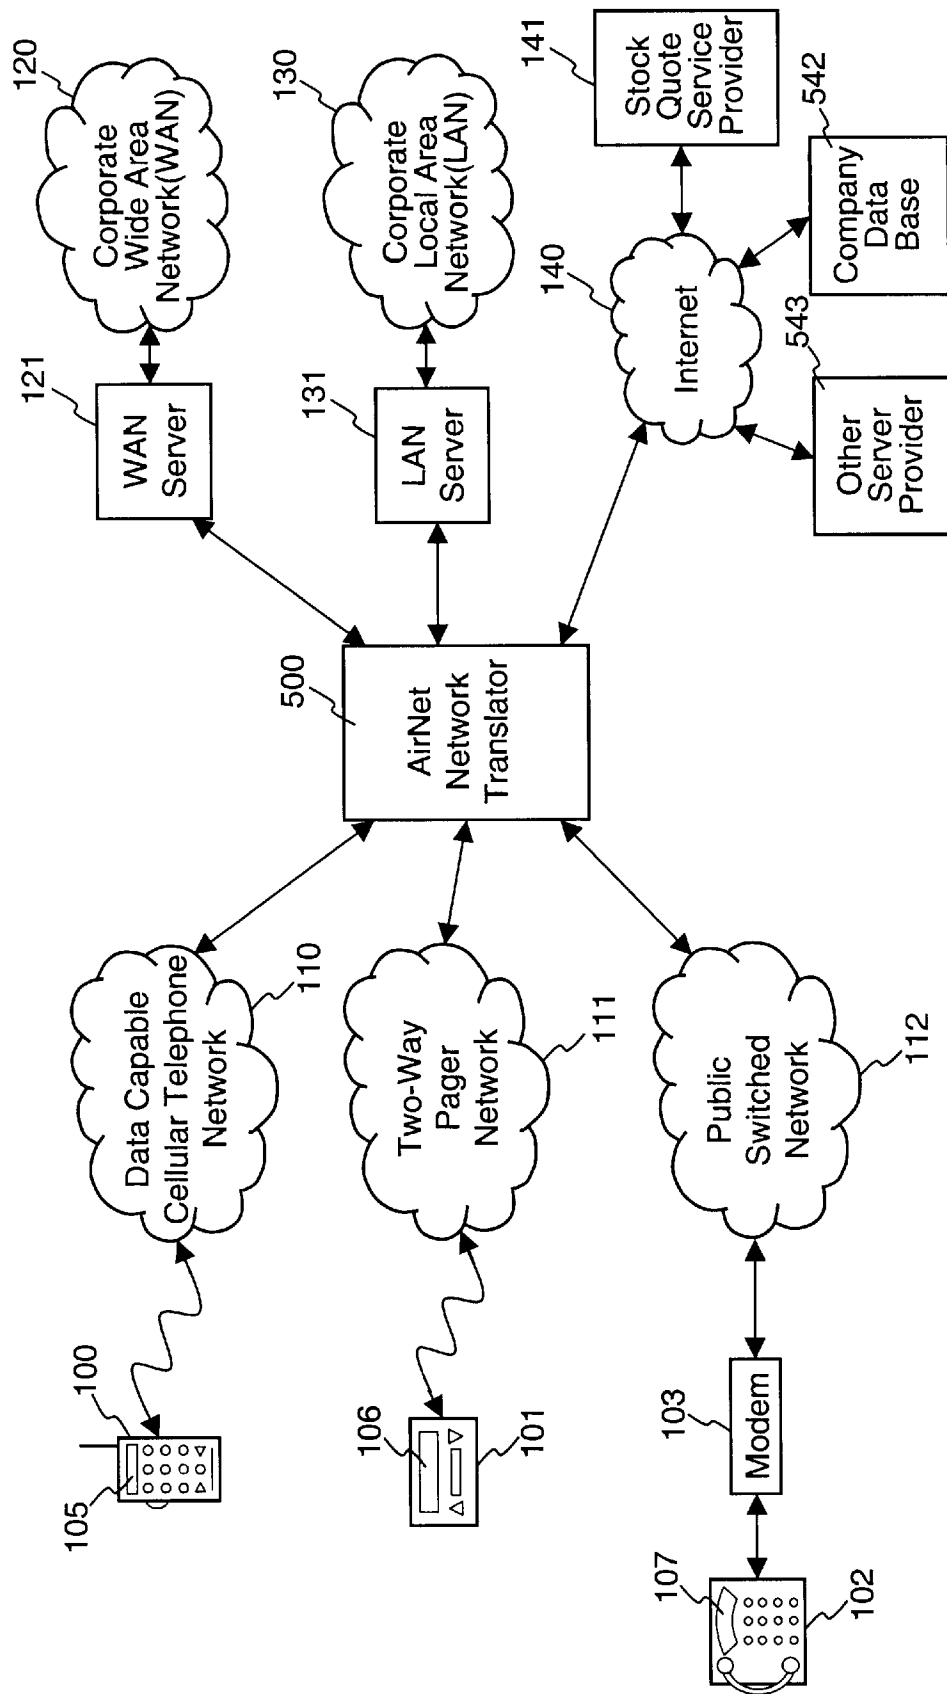 100
105
Data Capable
Cellular Telephone
Network
110
106
101
Two-Way
Pager
Network
111
107
102
103
Modem
Public
Switched
Network
112
500
AirNet
Network
Translator
121
WAN
Server
120
Corporate
Wide Area
Network(WAN)
131
LAN
Server
130
Corporate
Local Area
Network(LAN)
140
Internet
141
Stock
Quote
Service
Provider
543
Other
Server
Provider
542
Company
Data
Base